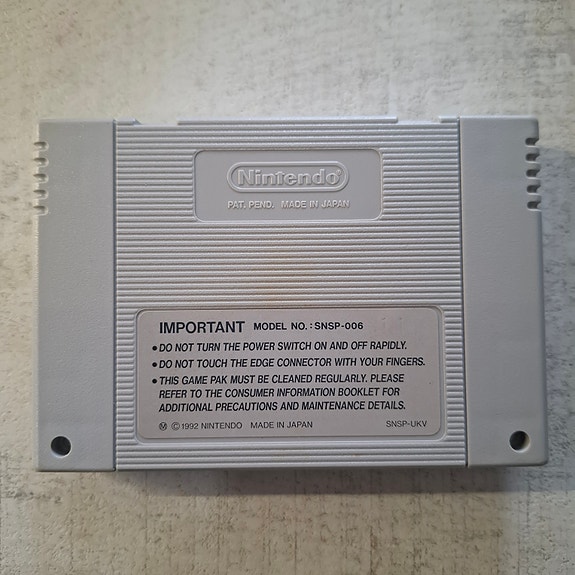 Nintendo®
PAT. PEND. MADE IN JAPAN
IMPORTANT MODEL NO.: SNSP-006
• DO NOT TURN THE POWER SWITCH ON AND OFF RAPIDLY.
• DO NOT TOUCH THE EDGE CONNECTOR WITH YOUR FINGERS.
• THIS GAME PAK MUST BE CLEANED REGULARLY. PLEASE
REFER TO THE CONSUMER INFORMATION BOOKLET FOR
ADDITIONAL PRECAUTIONS AND MAINTENANCE DETAILS.
Ⓜ © 1992 NINTENDO MADE IN JAPAN SNSP-UKV